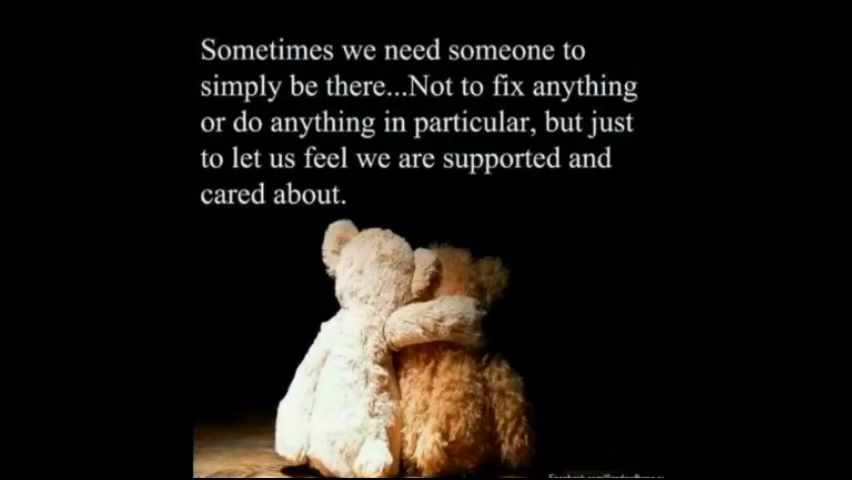 Sometimes we need someone to
simply be there...Not to fix anything
or do anything in particular, but just
to let us feel we are supported and
cared about.